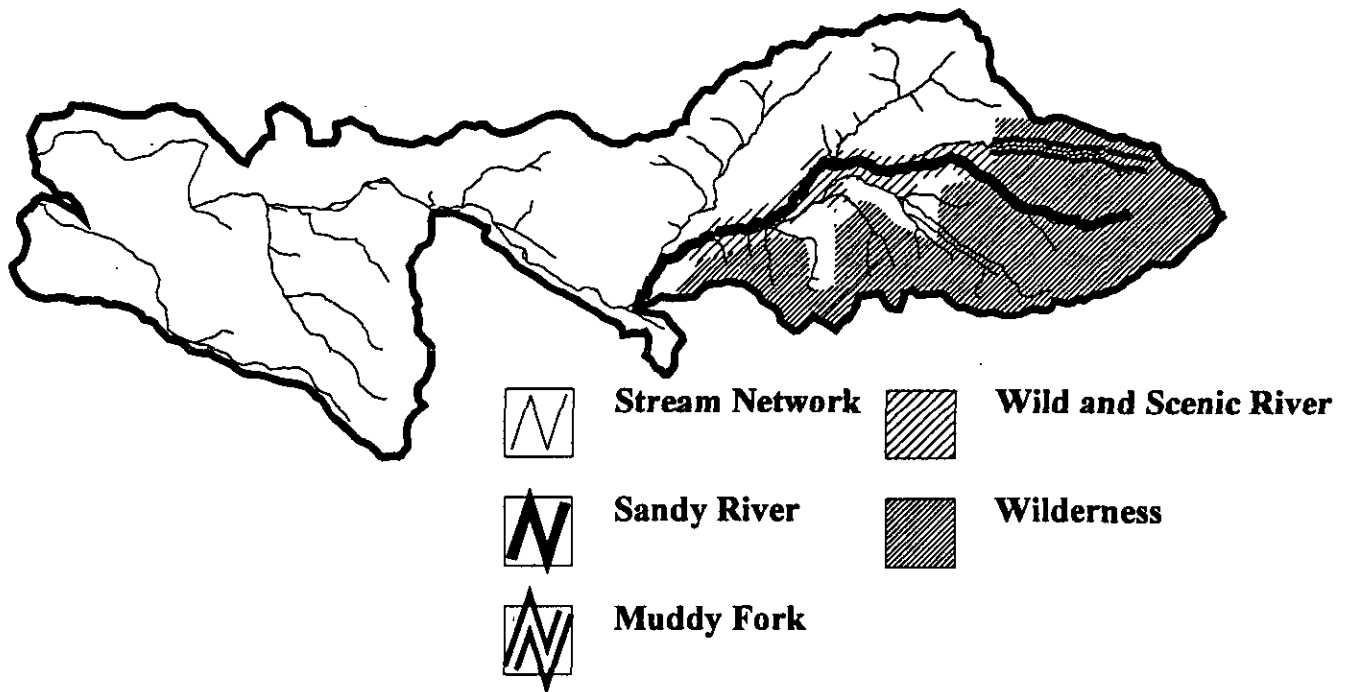 Stream Network
Wild and Scenic River
Sandy River
Wilderness
Muddy Fork